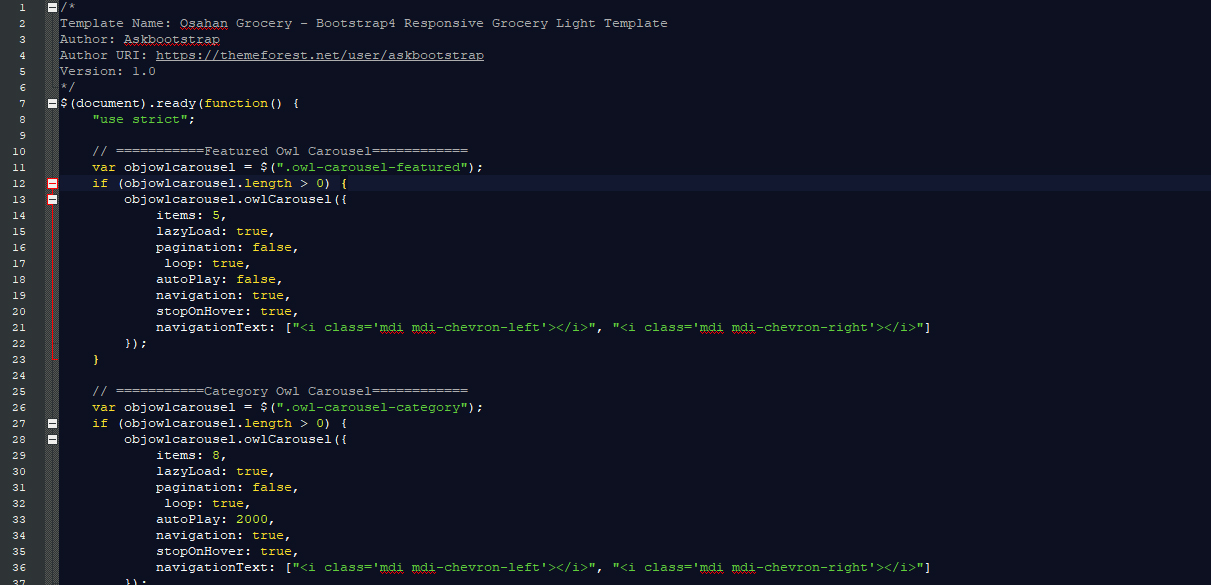 1 /*
2 Template Name: Osahan Grocery - Bootstrap4 Responsive Grocery Light Template
3 Author: Askbootstrap
4 Author URI: https://themeforest.net/user/askbootstrap
5 Version: 1.0
6 */
7 $(document).ready(function() {
8 "use strict";
9
10 // ===========Featured Owl Carousel============
11 var objowlcarousel = $(".owl-carousel-featured");
12 if (objowlcarousel.length > 0) {
13 objowlcarousel.owlCarousel({
14 items: 5,
15 lazyLoad: true,
16 pagination: false,
17 loop: true,
18 autoPlay: false,
19 navigation: true,
20 stopOnHover: true,
21 navigationText: ["<i class='mdi mdi-chevron-left'></i>", "<i class='mdi mdi-chevron-right'></i>"]
22 });
23 }
24
25 // ===========Category Owl Carousel============
26 var objowlcarousel = $(".owl-carousel-category");
27 if (objowlcarousel.length > 0) {
28 objowlcarousel.owlCarousel({
29 items: 8,
30 lazyLoad: true,
31 pagination: false,
32 loop: true,
33 autoPlay: 2000,
34 navigation: true,
35 stopOnHover: true,
36 navigationText: ["<i class='mdi mdi-chevron-left'></i>", "<i class='mdi mdi-chevron-right'></i>"]
37 });